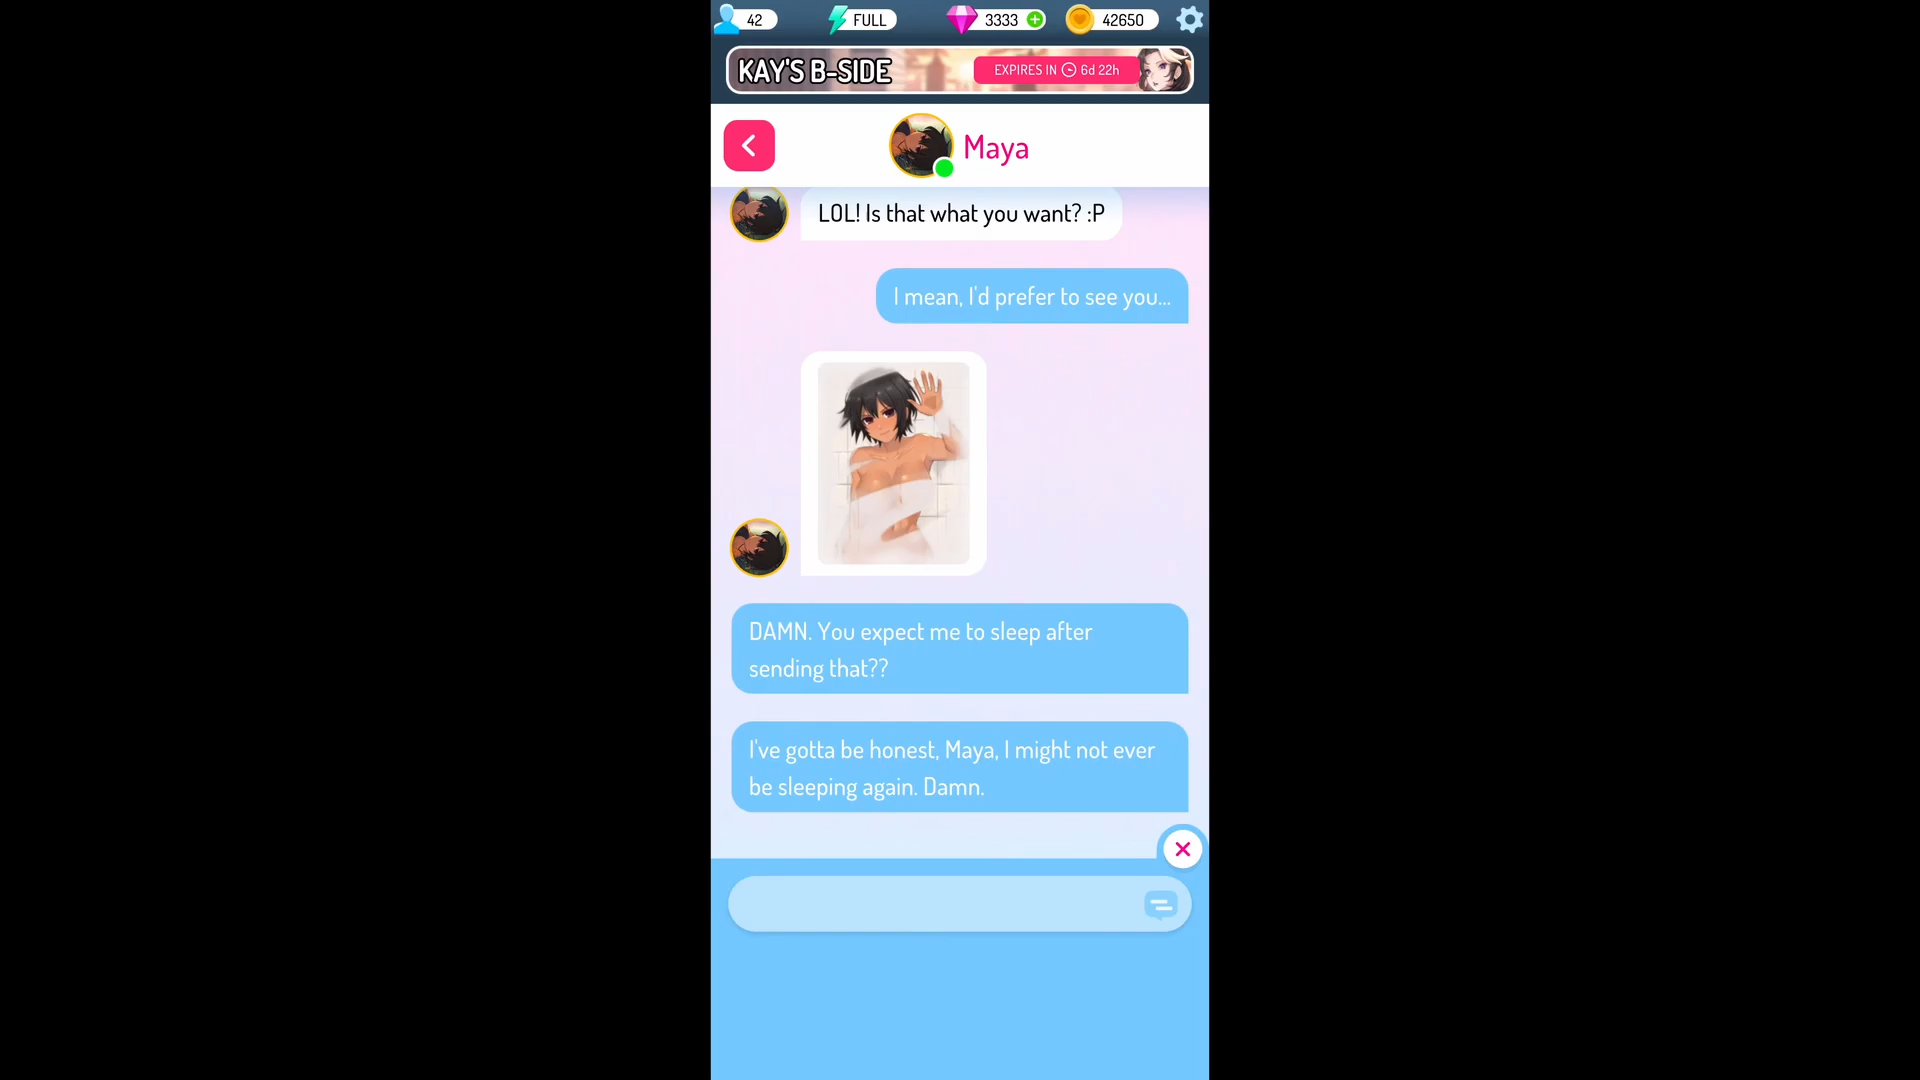 42
FULL
3333
42650
KAY'S B-SIDE
EXPIRES IN 6d 22h
Maya
LOL! Is that what you want? :P
I mean, I'd prefer to see you...
DAMN. You expect me to sleep after
sending that??
I've gotta be honest, Maya, I might not ever
be sleeping again. Damn.